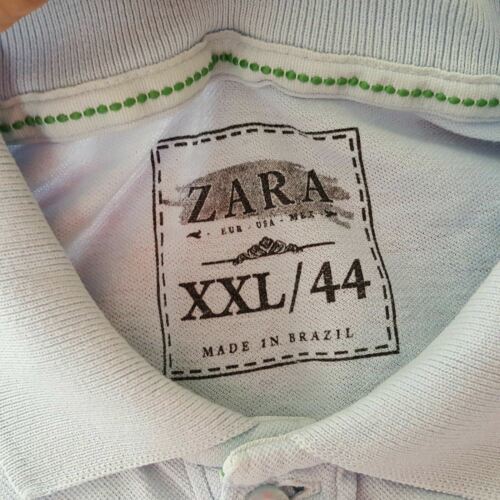 ZARA
- EUR - USA - MEX -
XXL/44
MADE IN BRAZIL